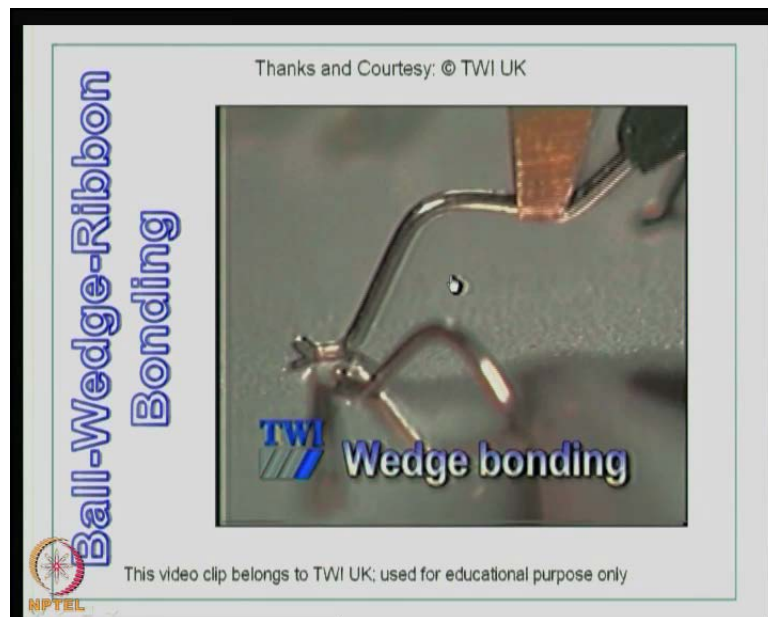 Thanks and Courtesy: © TWI UK
Ball-Wedge-Ribbon
Bonding
TWI
Wedge bonding
This video clip belongs to TWI UK; used for educational purpose only
NPTEL